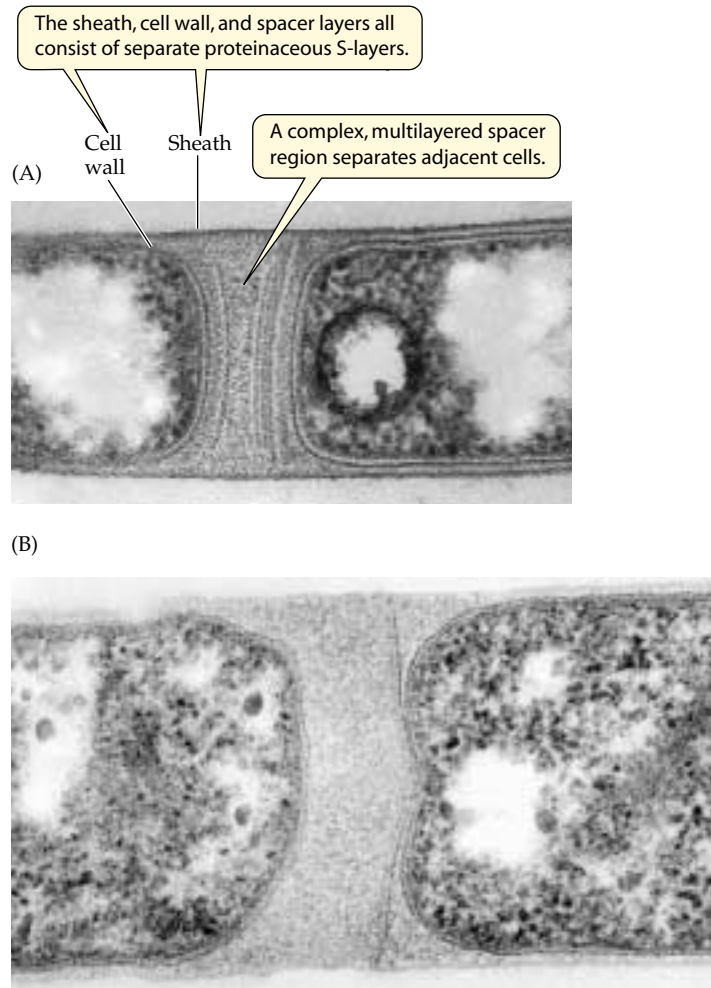 The sheath, cell wall, and spacer layers all
consist of separate proteinaceous S-layers.
Cell
wall
Sheath
A complex, multilayered spacer
region separates adjacent cells.
(A)
(B)